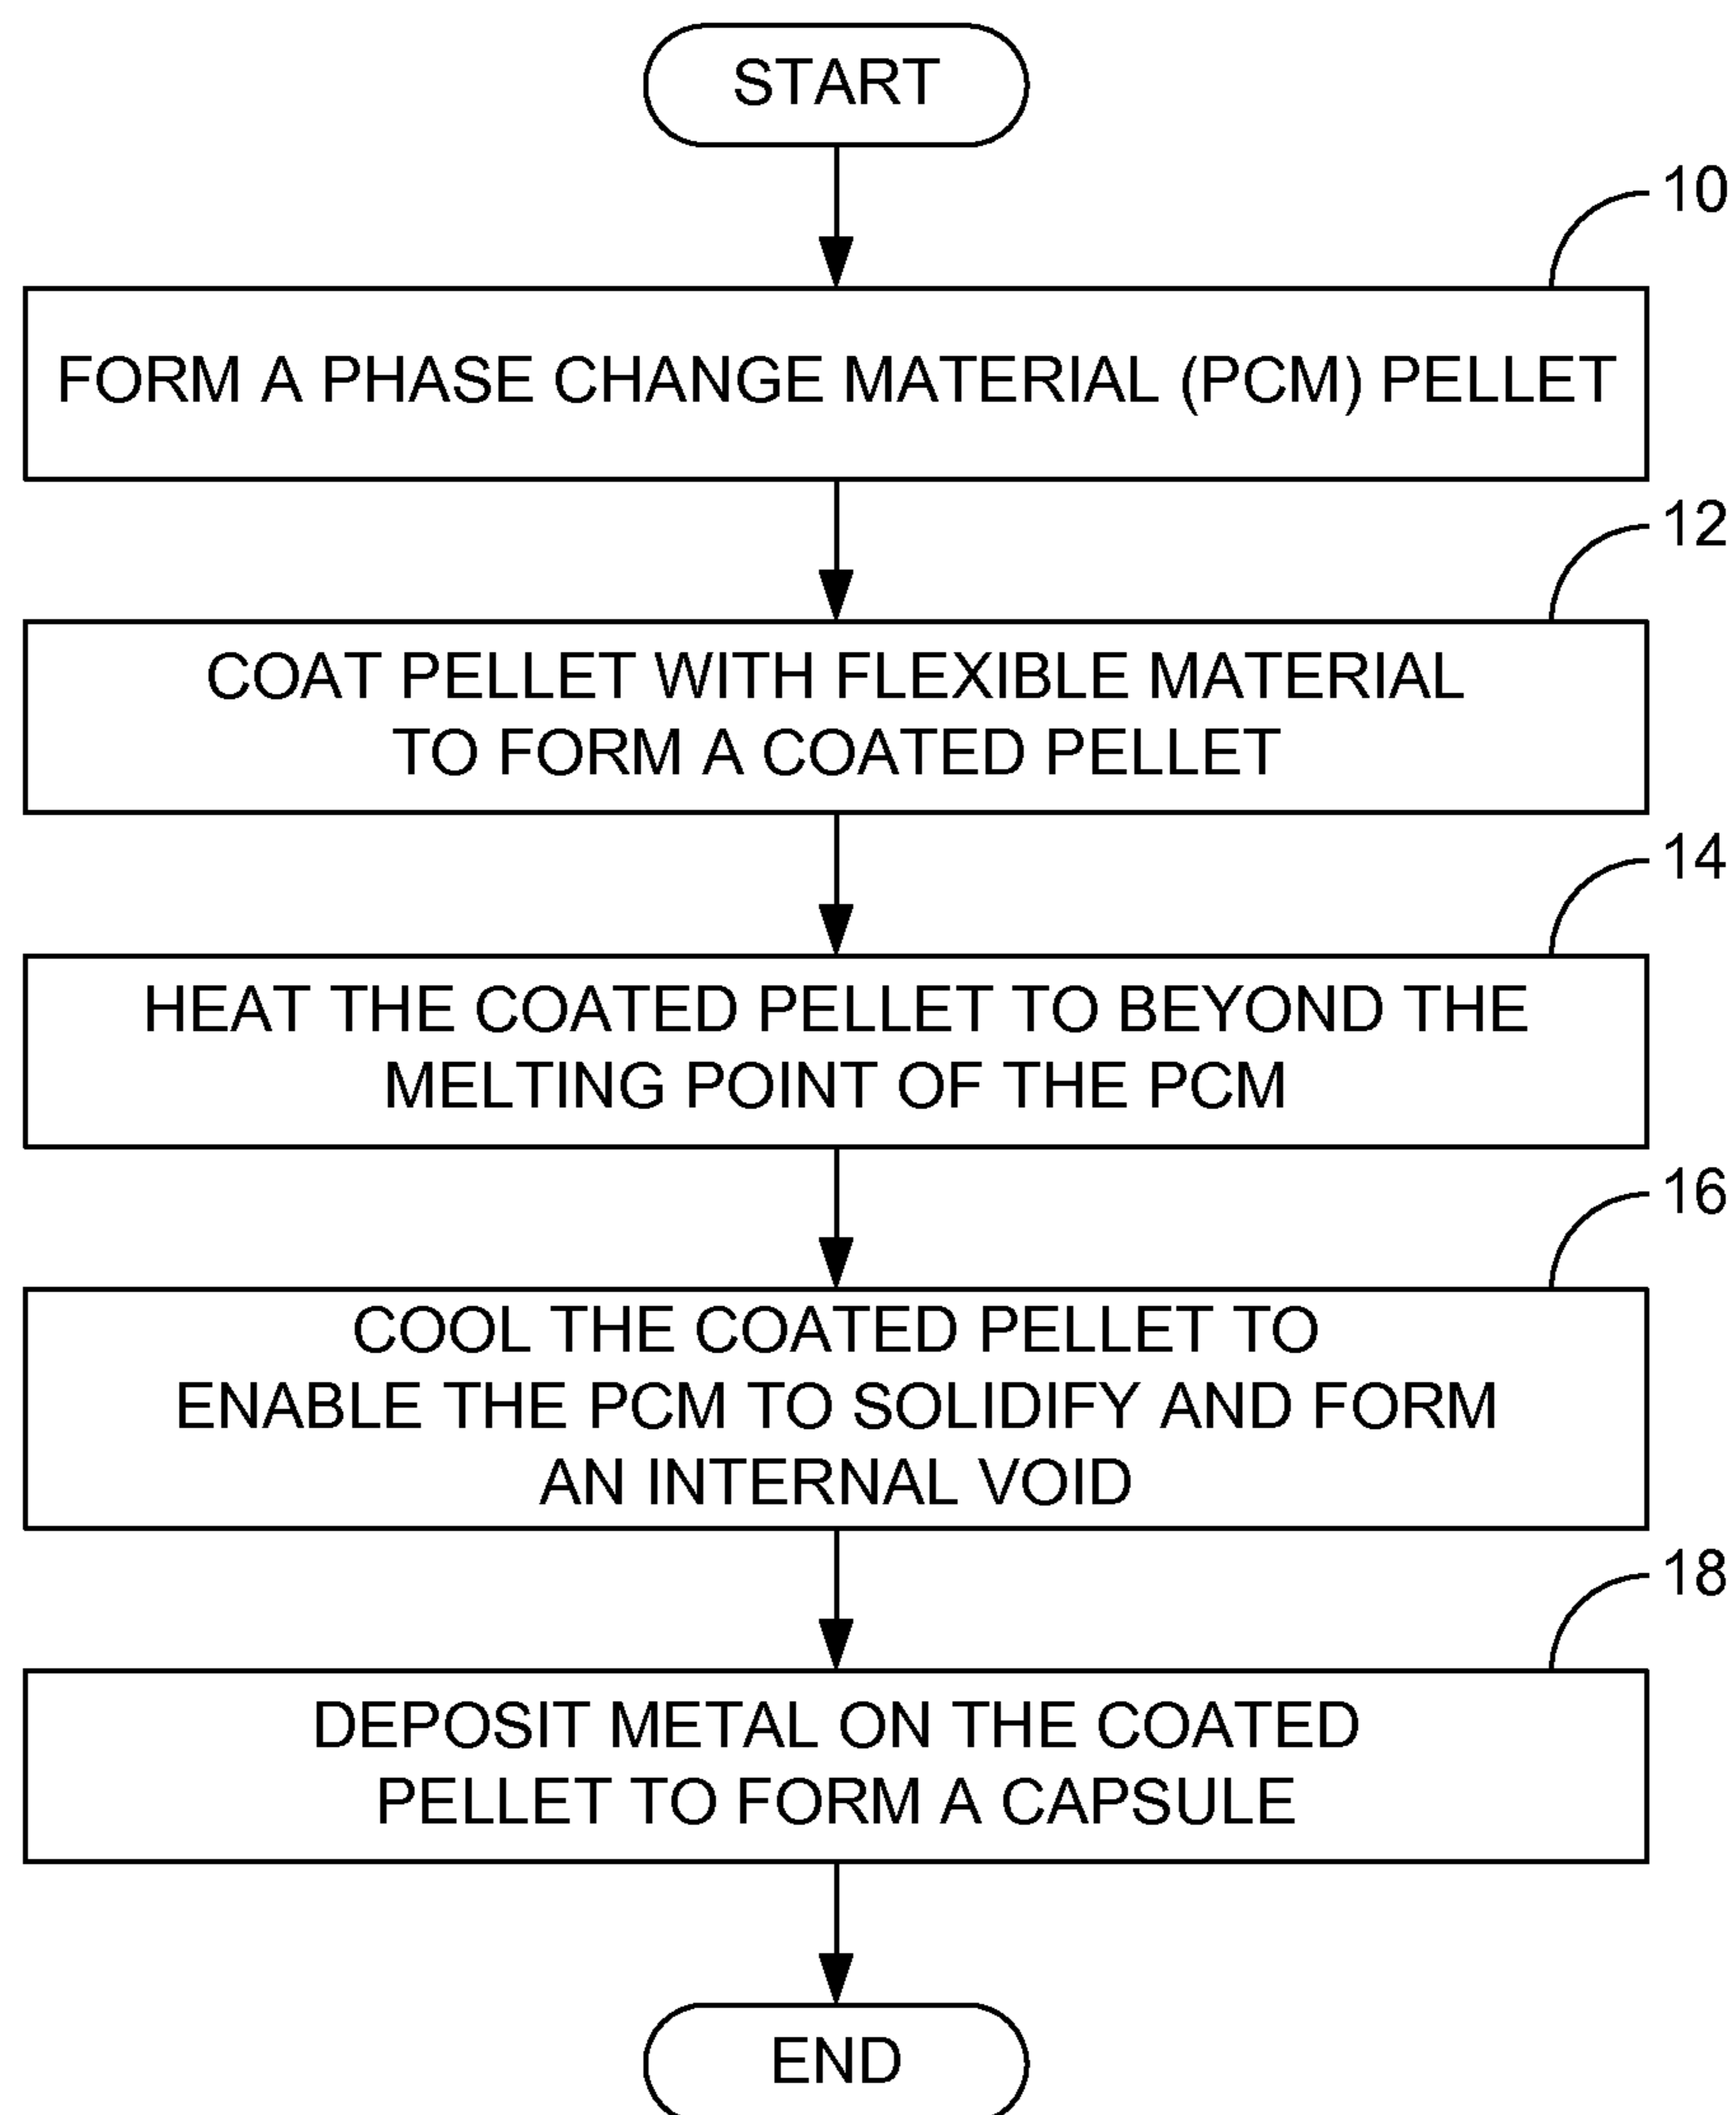 START
10
FORM A PHASE CHANGE MATERIAL (PCM) PELLET
12
COAT PELLET WITH FLEXIBLE MATERIAL
TO FORM A COATED PELLET
14
HEAT THE COATED PELLET TO BEYOND THE
MELTING POINT OF THE PCM
16
COOL THE COATED PELLET TO
ENABLE THE PCM TO SOLIDIFY AND FORM
AN INTERNAL VOID
18
DEPOSIT METAL ON THE COATED
PELLET TO FORM A CAPSULE
END